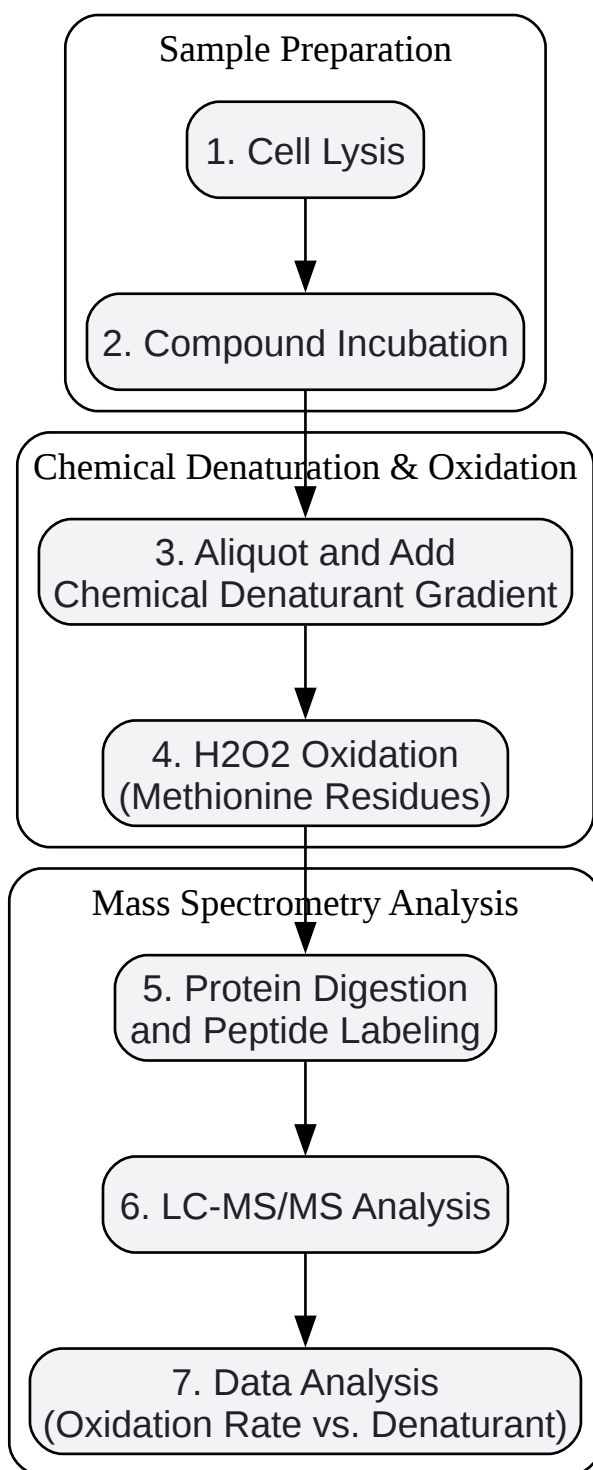 Sample Preparation
1. Cell Lysis
2. Compound Incubation
Chemical Denaturation & Oxidation
3. Aliquot and Add
Chemical Denaturant Gradient
4. H2O2 Oxidation
(Methionine Residues)
Mass Spectrometry Analysis
5. Protein Digestion
and Peptide Labeling
6. LC-MS/MS Analysis
7. Data Analysis
(Oxidation Rate vs. Denaturant)